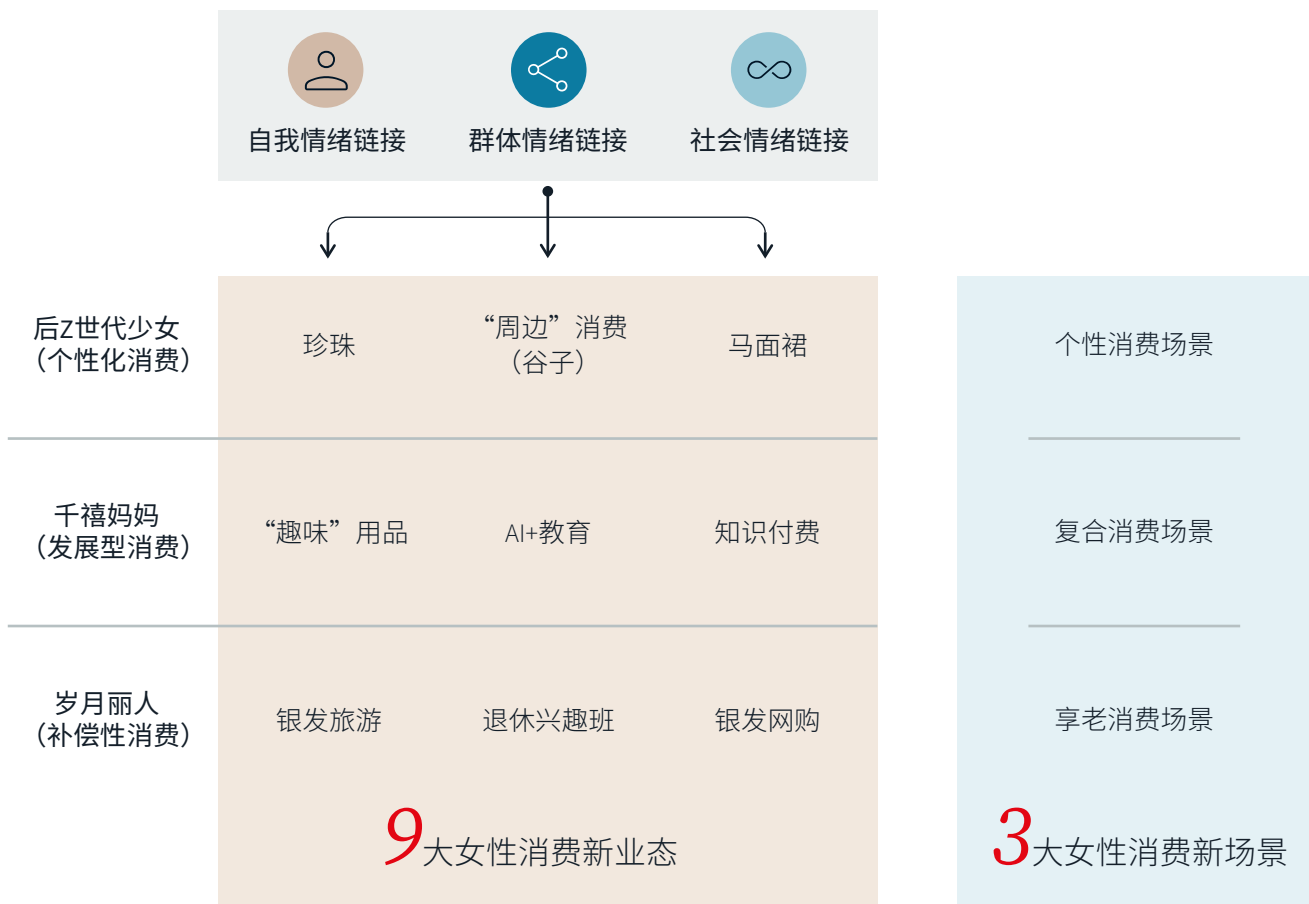 自我情绪链接
群体情绪链接
社会情绪链接
后Z世代少女
（个性化消费）
珍珠
“周边”消费
（谷子）
马面裙
个性消费场景
千禧妈妈
（发展型消费）
“趣味”用品
AI+教育
知识付费
复合消费场景
岁月丽人
（补偿性消费）
银发旅游
退休兴趣班
银发网购
享老消费场景
9大女性消费新业态
3大女性消费新场景